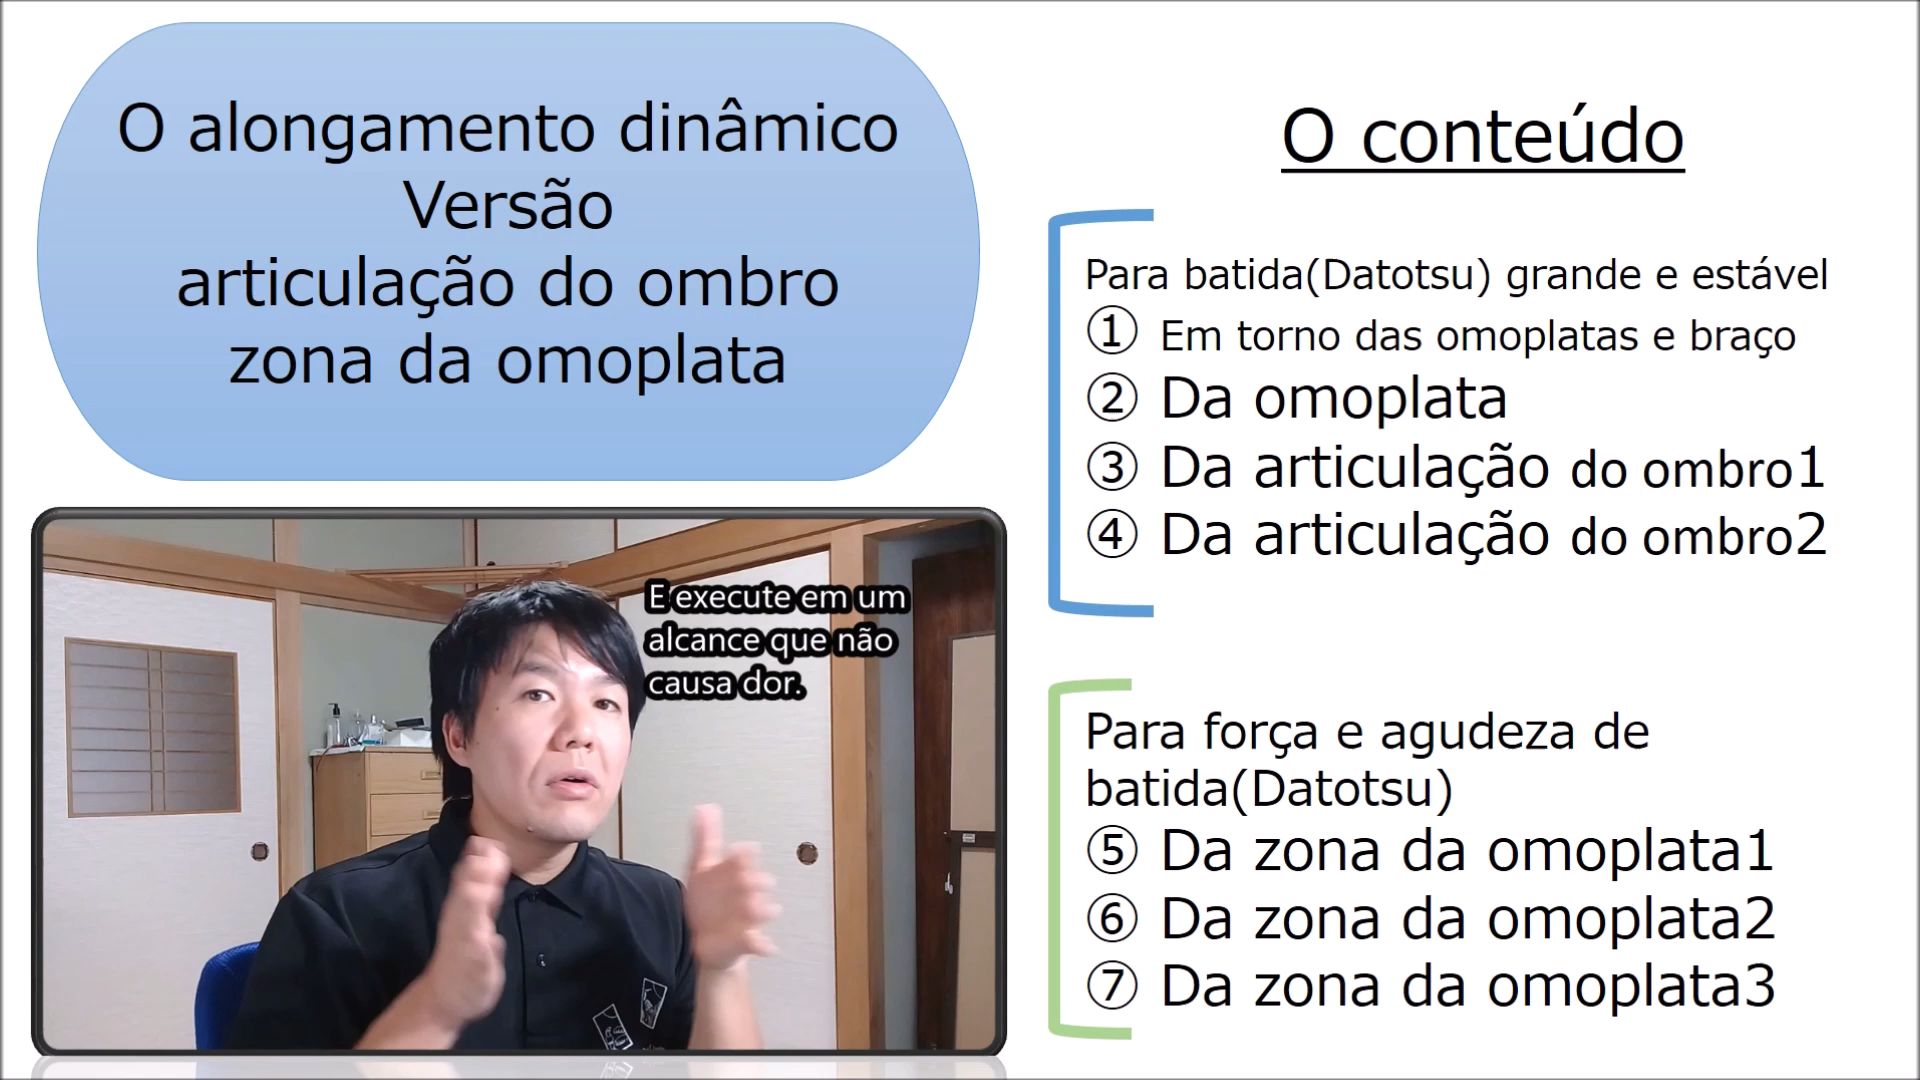 O alongamento dinâmico
Versão
articulação do ombro
zona da omoplata
E execute em um
alcance que não
causa dor.
O conteúdo
Para batida(Datotsu) grande e estável
① Em torno das omoplatas e braço
② Da omoplata
③ Da articulação do ombro1
④ Da articulação do ombro2
Para força e agudeza de
batida(Datotsu)
⑤ Da zona da omoplata1
⑥ Da zona da omoplata2
⑦ Da zona da omoplata3